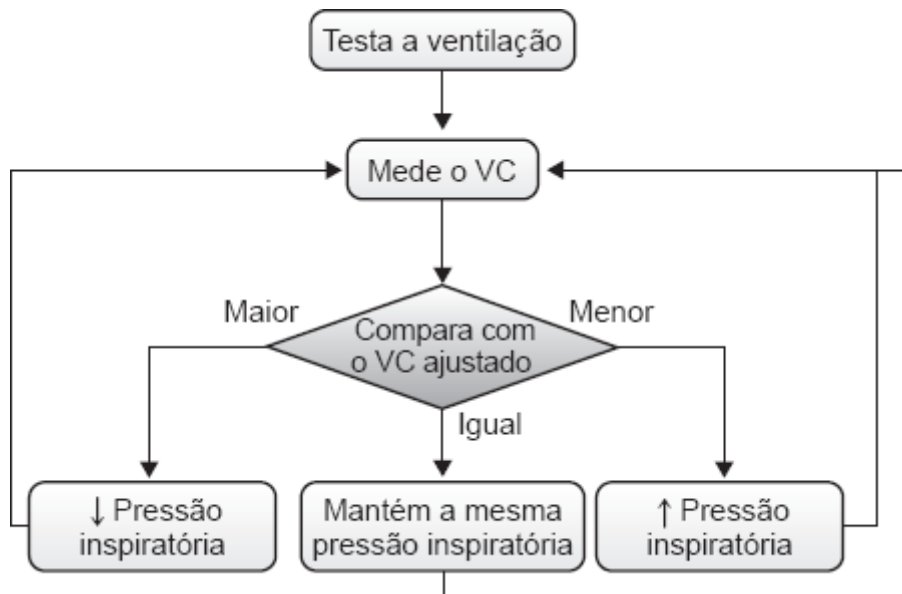 Testa a ventilação
Mede o VC
Maior
Menor
Compara com
o VC ajustado
Igual
↓ Pressão
inspiratória
Mantém a mesma
pressão inspiratória
↑ Pressão
inspiratória